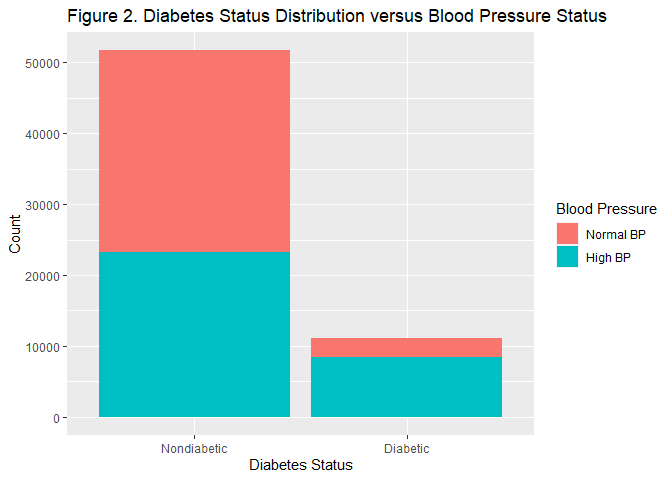 Figure 2. Diabetes Status Distribution versus Blood Pressure Status
50000
40000
30000
20000
10000
0
Count
Nondiabetic
Diabetic
Diabetes Status
Blood Pressure
Normal BP
High BP